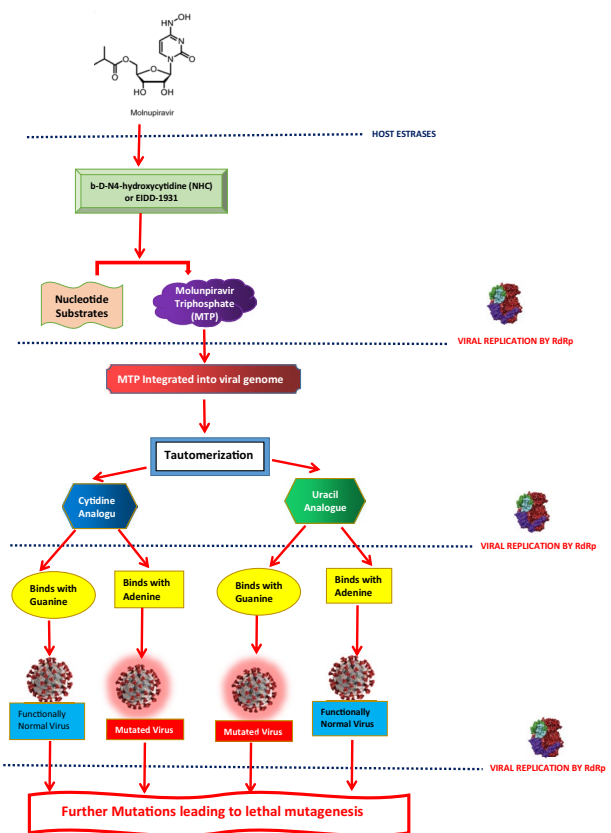 NH
OH
N
N
O
O
O
O
HO
OH
Molnupiravir
HOST ESTRASES
b-D-N4-hydroxycytidine (NHC)
or EIDD-1931
Nucleotide
Substrates
Molunpiravir
Triphosphate
(MTP)
VIRAL REPLICATION BY RdRp
MTP Integrated into viral genome
Tautomerization
Cytidine
Analogu
Uracil
Analogue
VIRAL REPLICATION BY RdRp
Binds with
Guanine
Binds with
Adenine
Binds with
Guanine
Binds with
Adenine
Functionally
Normal Virus
Mutated Virus
Mutated Virus
Functionally
Normal Virus
VIRAL REPLICATION BY RdRp
Further Mutations leading to lethal mutagenesis